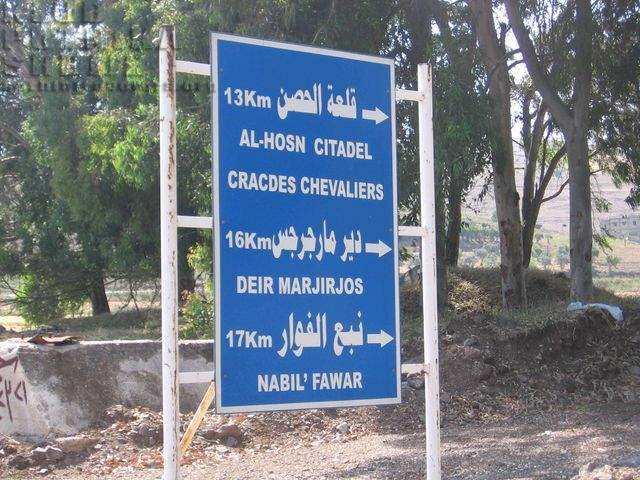 13Km قلعة الحصن
AL-HOSN CITADEL
CRACDES CHEVALIERS
16Km دير مارجرجس
DEIR MARJIRJOS
17Km نبع الفوار
NABIL' FAWAR